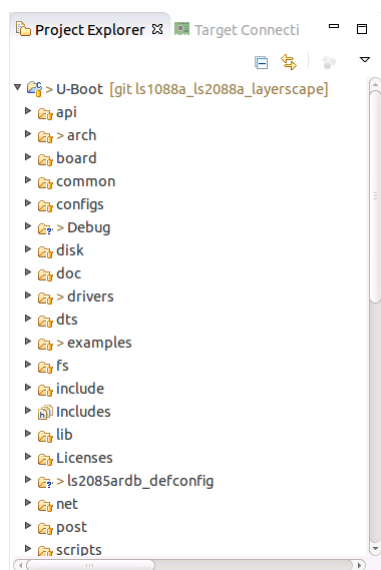 Project Explorer Target Connecti
> U-Boot [git ls1088a_ls2088a_layerscape]
api
> arch
board
common
configs
> Debug
disk
doc
> drivers
dts
> examples
fs
include
Includes
lib
Licenses
> ls2085ardb_defconfig
net
post
scripts